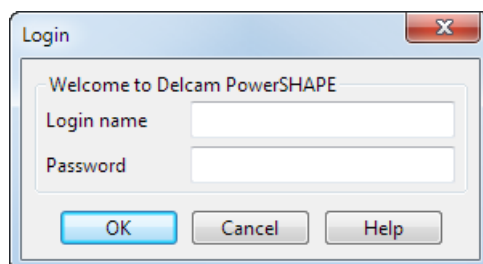 Login
Welcome to Delcam PowerSHAPE
Login name
Password
OK Cancel Help